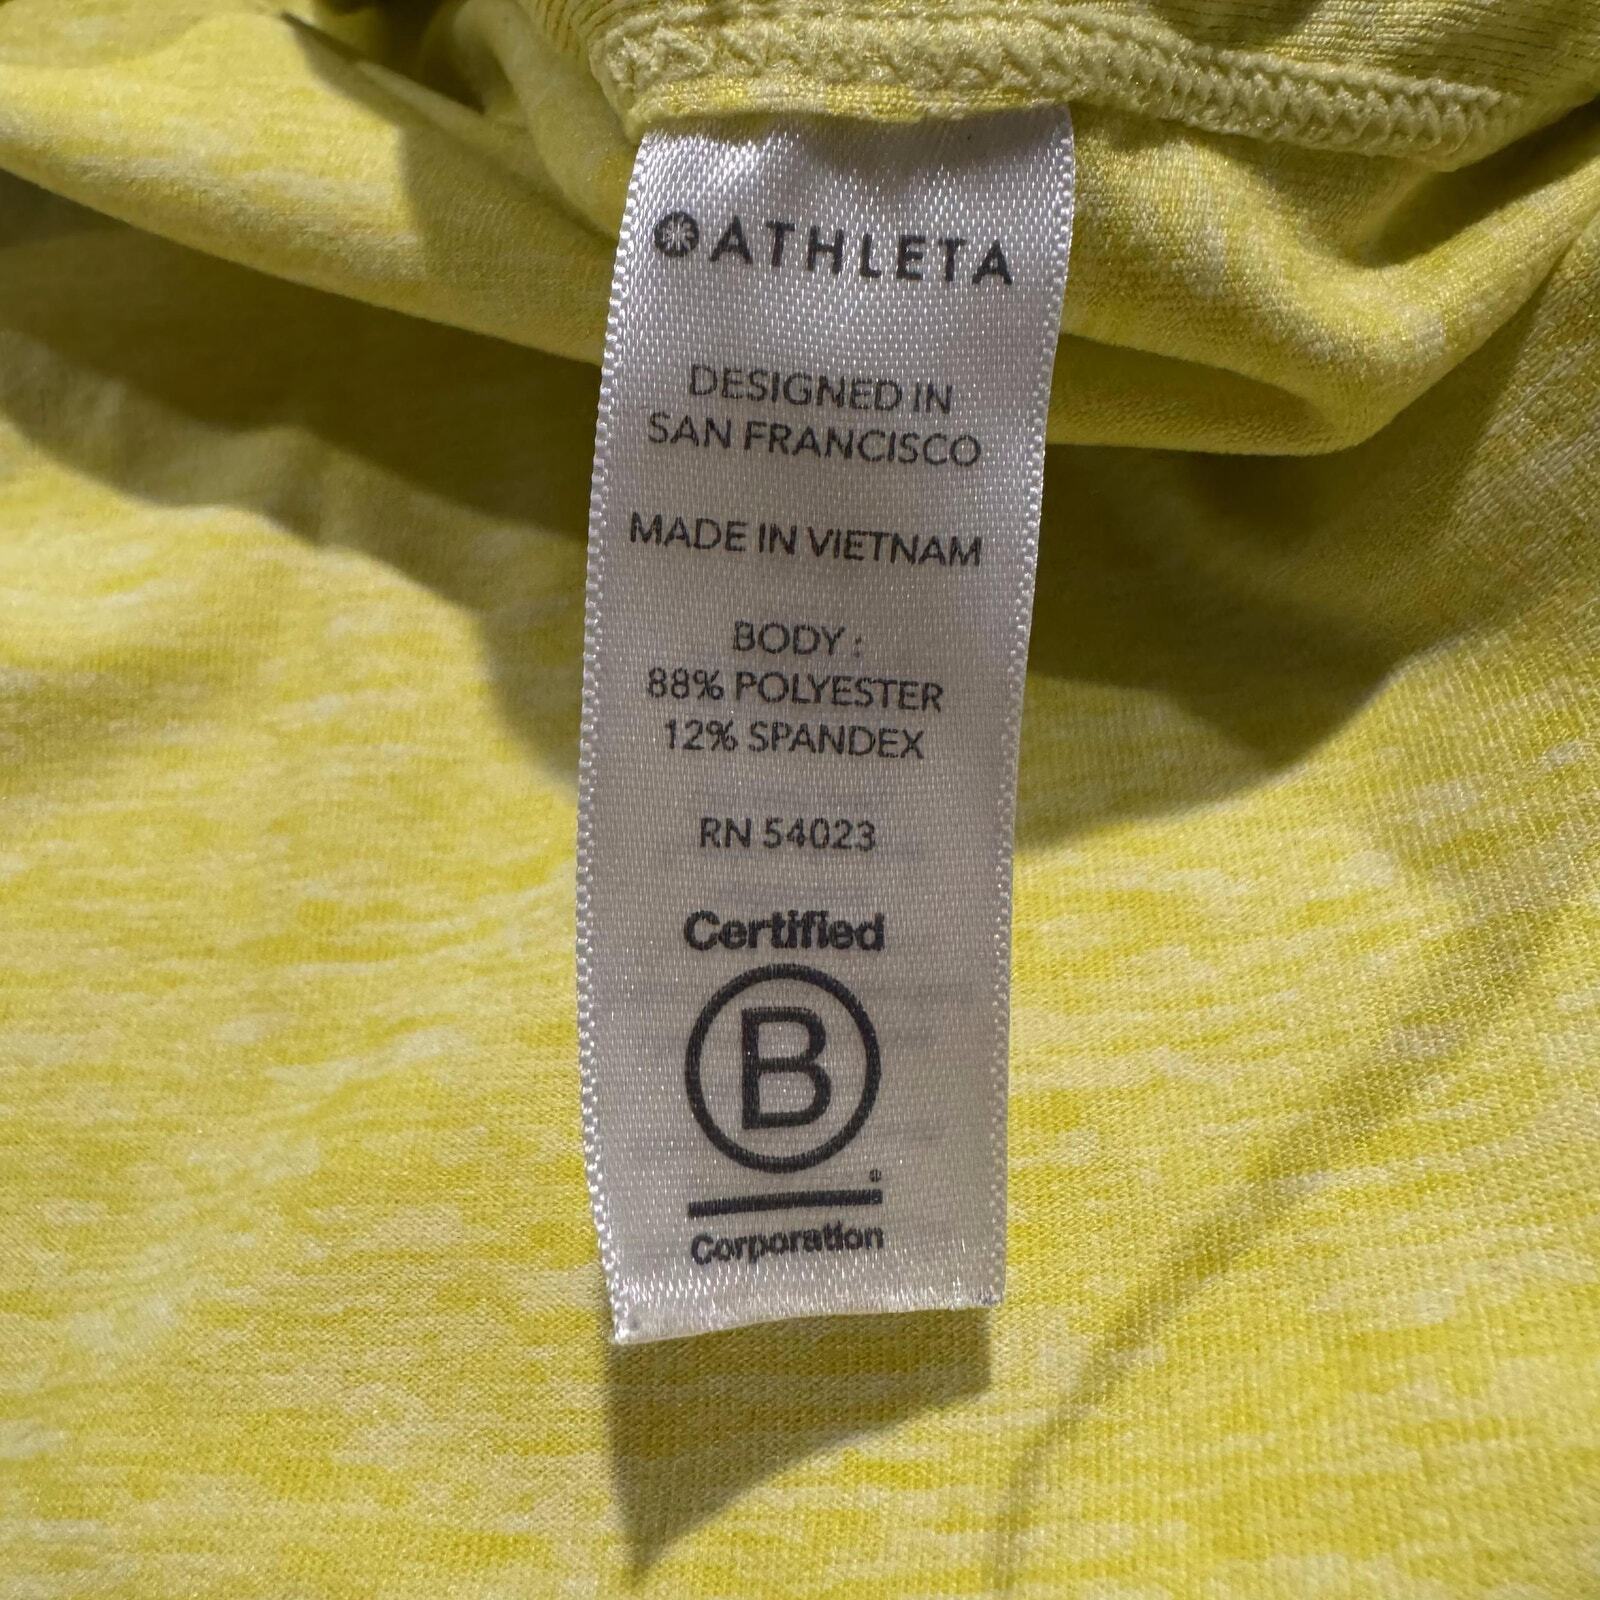 ATHLETA
DESIGNED IN
SAN FRANCISCO
MADE IN VIETNAM
BODY :
88% POLYESTER
12% SPANDEX
RN 54023
Certified
B
®
Corporation